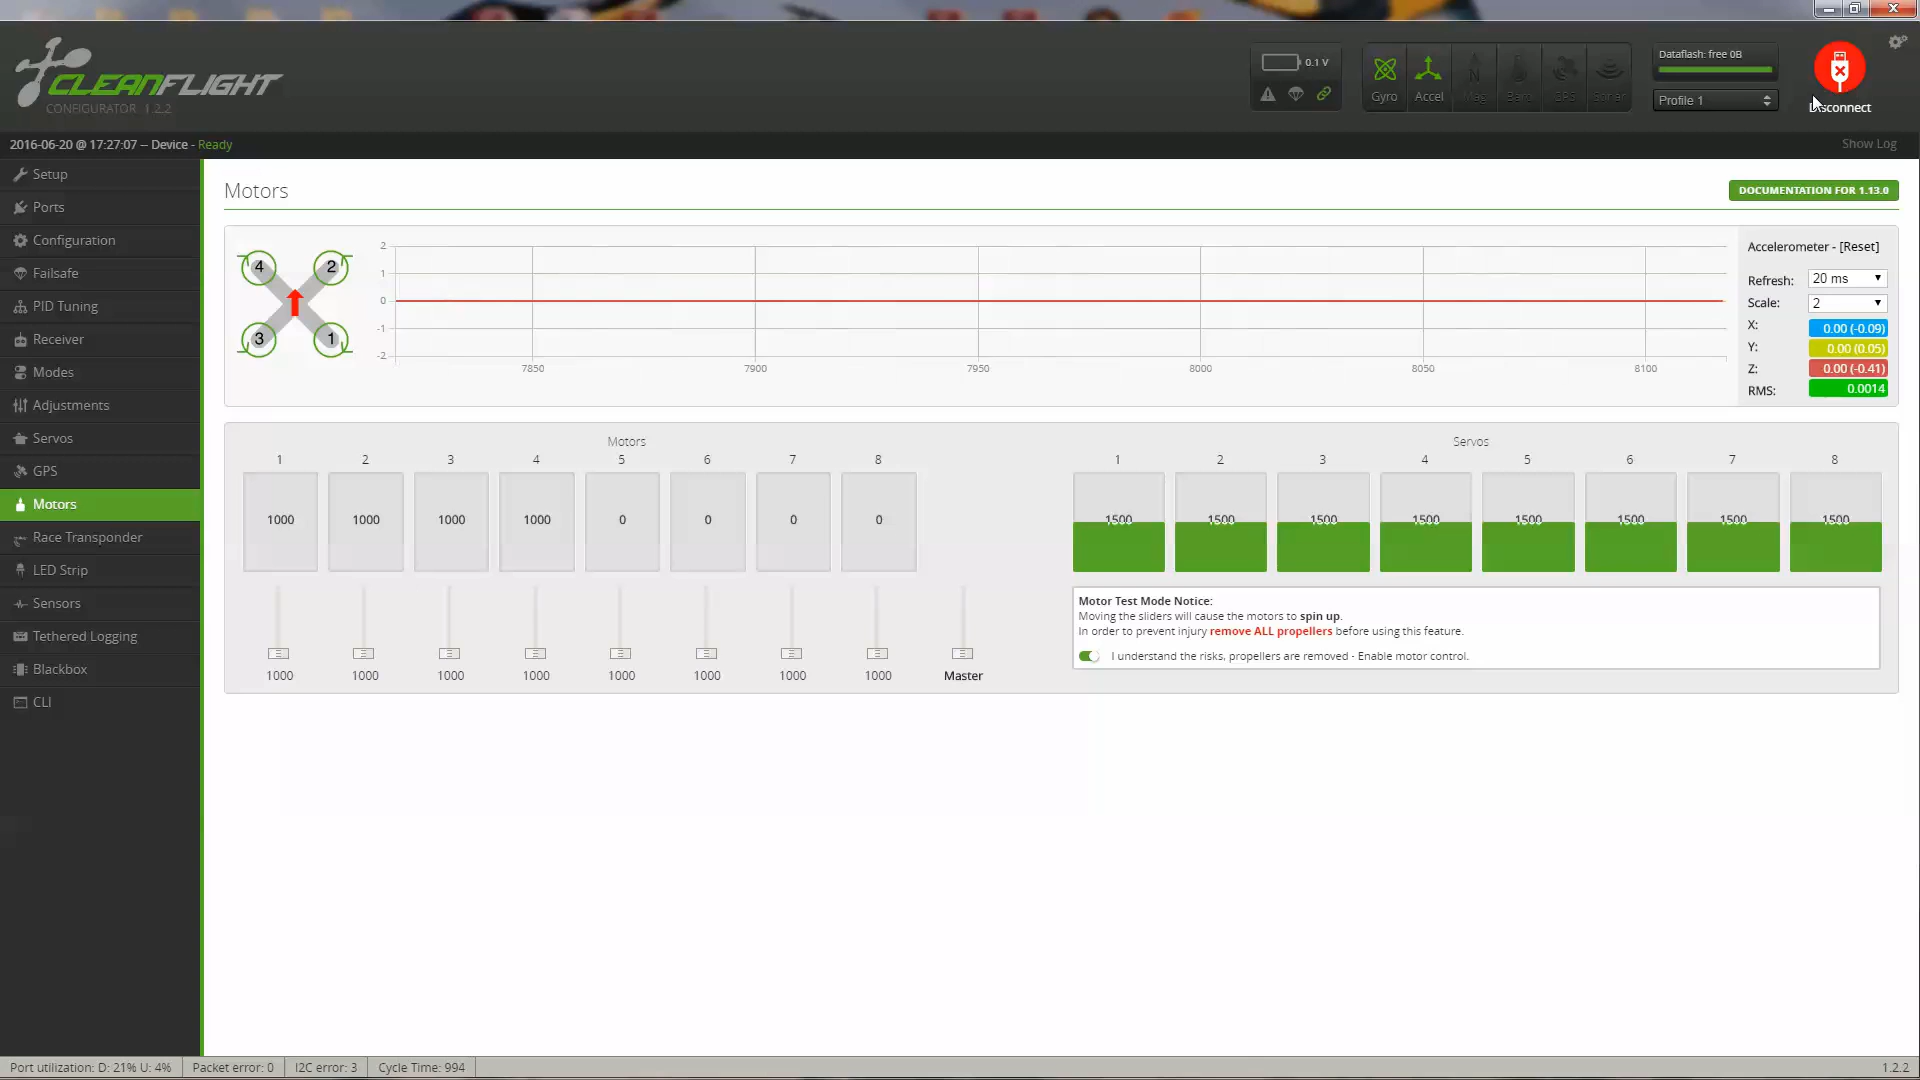 CLEANFLIGHT
CONFIGURATOR 1.2.2
0.1 V
Gyro
Accel
Mag
Baro
GPS
Sonar
Dataflash: free 0B
Profile 1
Disconnect
2016-06-20 @ 17:27:07 -- Device - Ready
Show Log
Setup
Ports
Configuration
Failsafe
PID Tuning
Receiver
Modes
Adjustments
Servos
GPS
Motors
Race Transponder
LED Strip
Sensors
Tethered Logging
Blackbox
CLI
Motors
DOCUMENTATION FOR 1.13.0
4
2
3
1
2
1
0
-1
-2
7850
7900
7950
8000
8050
8100
Accelerometer - [Reset]
Refresh: 20 ms
Scale: 2
X: 0.00 (-0.09)
Y: 0.00 (0.05)
Z: 0.00 (-0.41)
RMS: 0.0014
Motors
1 2 3 4 5 6 7 8
1000 1000 1000 1000 0 0 0 0
1000 1000 1000 1000 1000 1000 1000 1000 Master
Servos
1 2 3 4 5 6 7 8
1500 1500 1500 1500 1500 1500 1500 1500
Motor Test Mode Notice:
Moving the sliders will cause the motors to spin up.
In order to prevent injury remove ALL propellers before using this feature.
I understand the risks, propellers are removed - Enable motor control.
Port utilization: D: 21% U: 4%
Packet error: 0
I2C error: 3
Cycle Time: 994
1.2.2